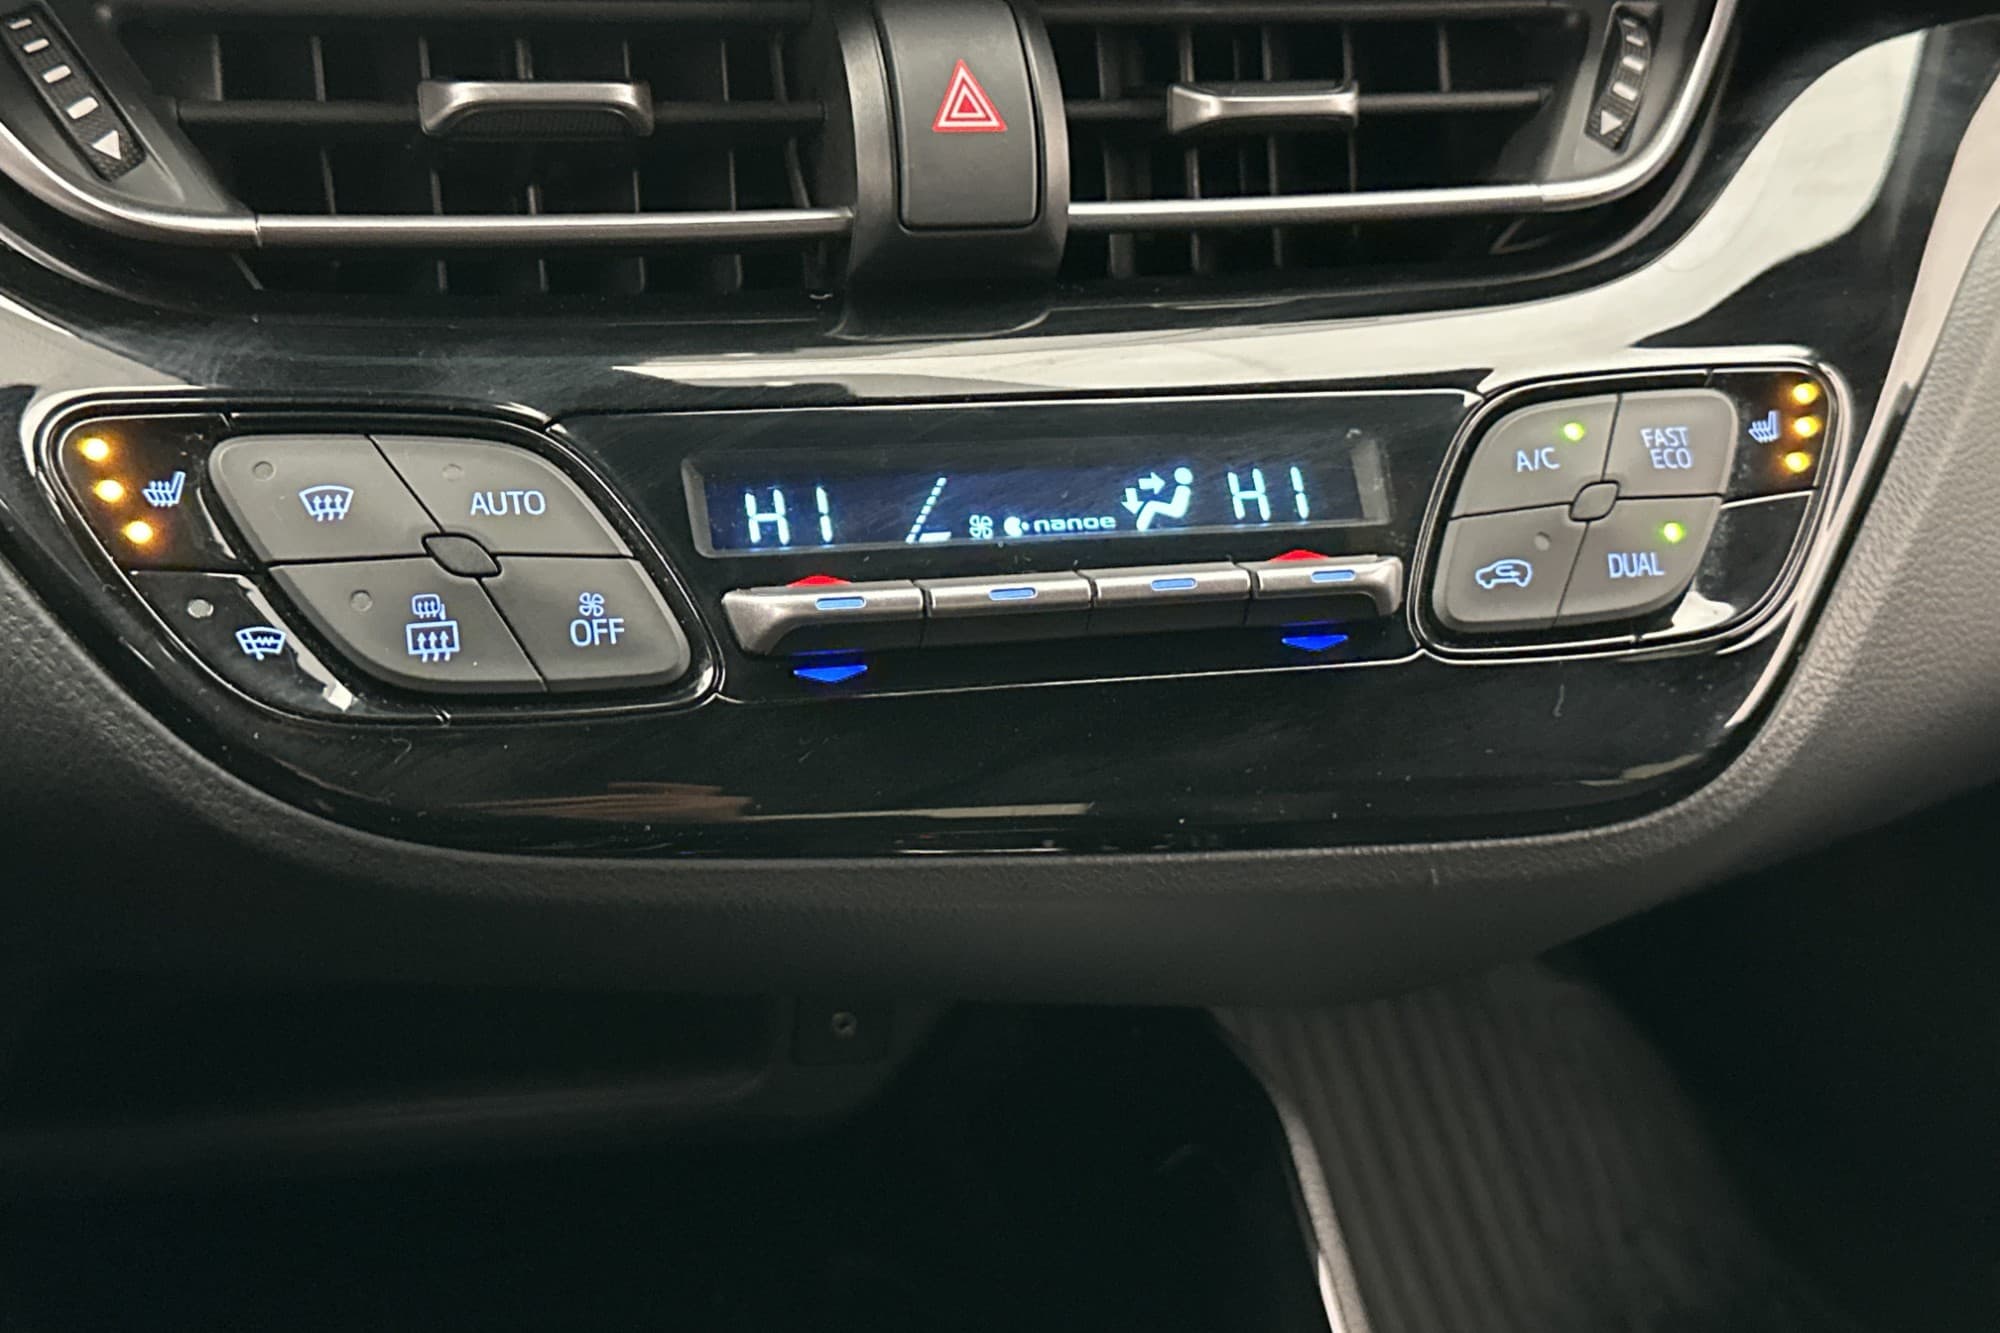 AUTO
OFF
HI
nanoe
HI
A/C
FAST
ECO
DUAL